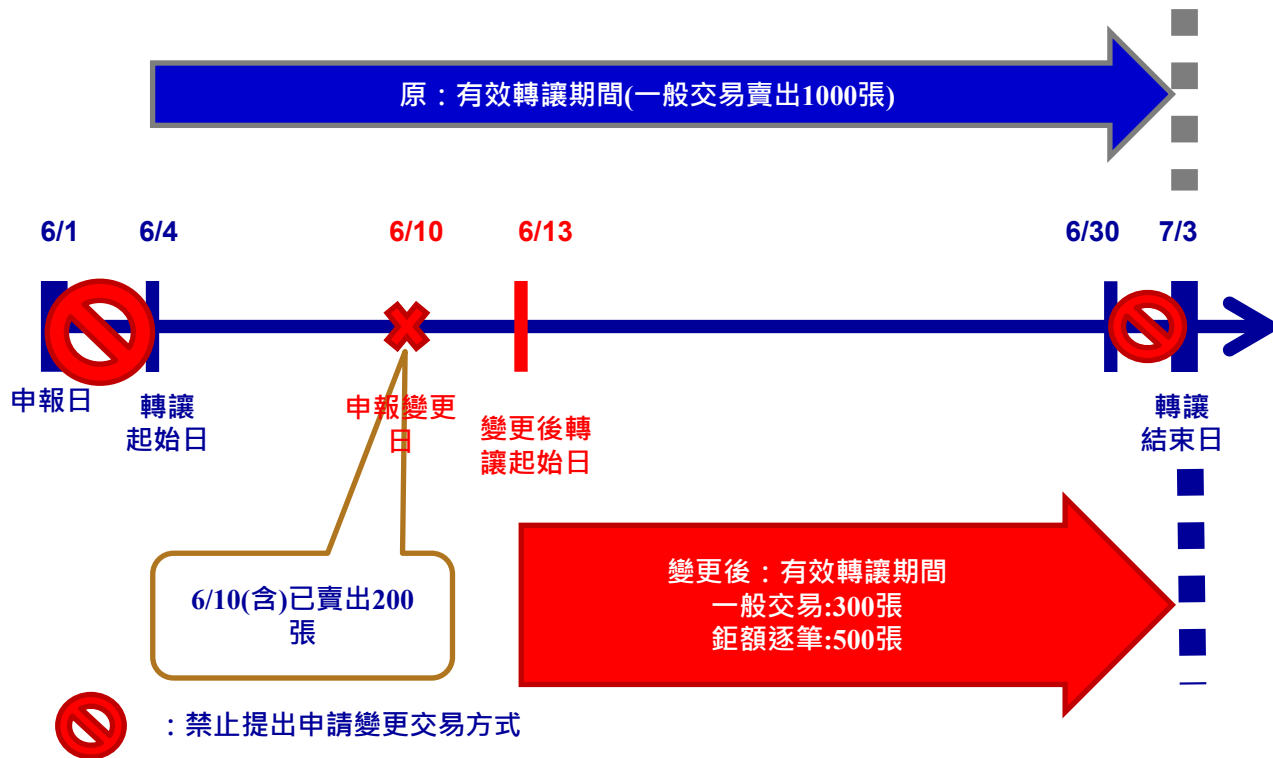 原：有效轉讓期間(一般交易賣出1000張)
6/1
6/4
6/10
6/13
6/30
7/3
申報日
轉讓
起始日
申報變更
日
變更後轉
讓起始日
轉讓
結束日
6/10(含)已賣出200
張
變更後：有效轉讓期間
一般交易:300張
鉅額逐筆:500張
：禁止提出申請變更交易方式